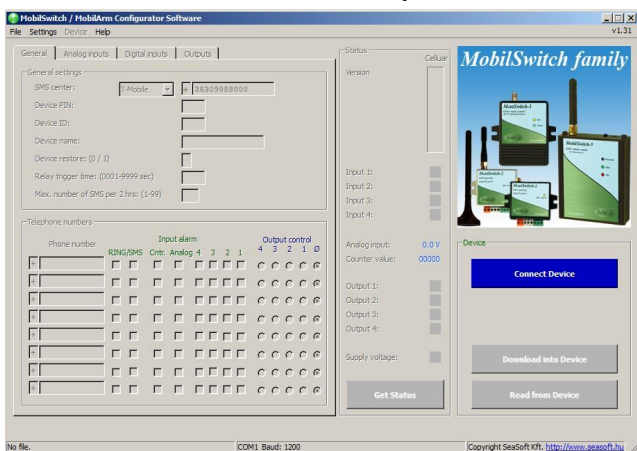 MobilSwitch / MobilArm Configurator Software
File Settings Device Help
v1.31
General Analog inputs Digital inputs Outputs
General settings
SMS center: T-Mobile + 36309888000
Device PIN:
Device ID:
Device name:
Device restore: (0 / 1)
Relay trigger time: (0001-9999 sec)
Max. number of SMS per 2 hrs: (1-99)
Telephone numbers
Input alarm Output control
Phone number RING/SMS Cntr. Analog 4 3 2 1 4 3 2 1 Ø
+
+
+
+
+
+
+
+
Status
Celluar
Version
Input 1:
Input 2:
Input 3:
Input 4:
Analog input: 0.0 V
Counter value: 00000
Output 1:
Output 2:
Output 3:
Output 4:
Supply voltage:
Get Status
MobilSwitch family
Device
Connect Device
Download into Device
Read from Device
No file.
COM1 Baud: 1200
Copyright SeaSoft Kft. http://www.seasoft.hu